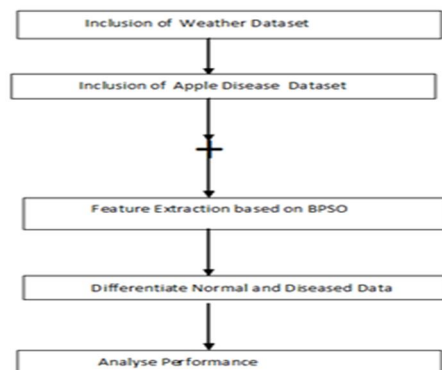 Inclusion of Weather Dataset
Inclusion of Apple Disease Dataset
+
Feature Extraction based on BPSO
Differentiate Normal and Diseased Data
Analyse Performance